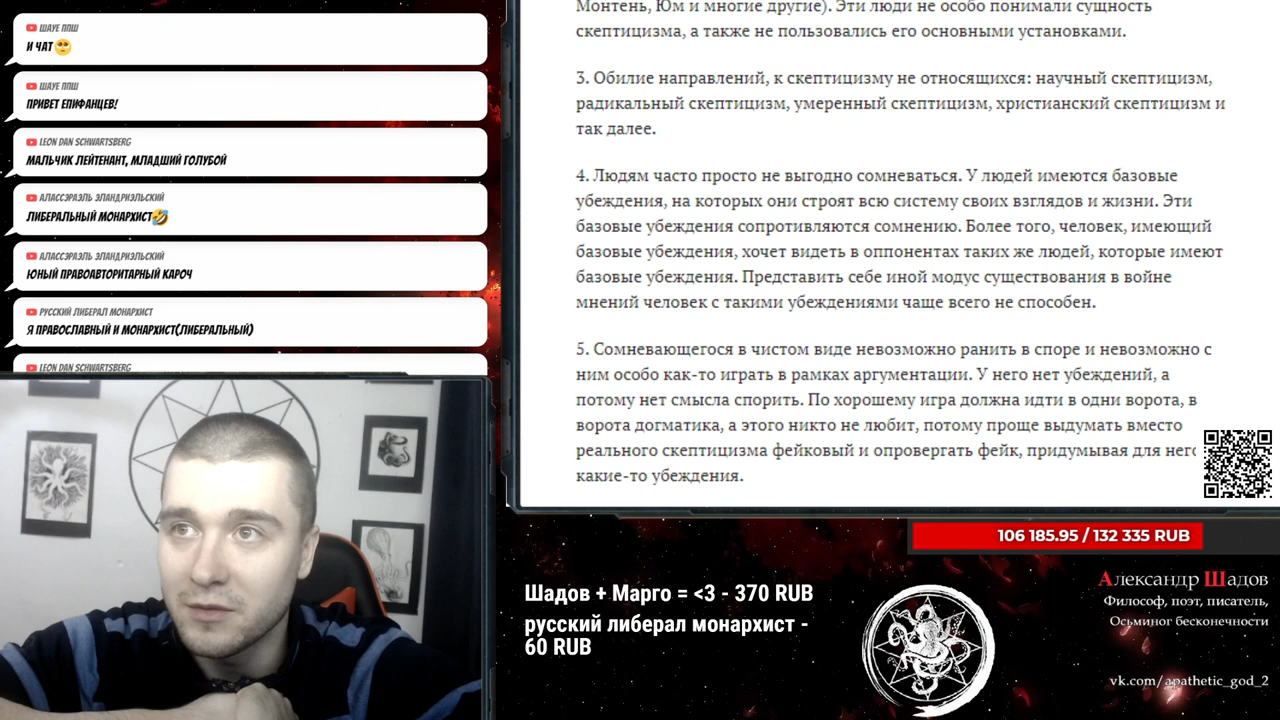 ШАУЕ ППШ
И ЧАТ
ШАУЕ ППШ
ПРИВЕТ ЕПИФАНЦЕВ!
LEON DAN SCHWARTSBERG
МАЛЬЧИК ЛЕЙТЕНАНТ, МЛАДШИЙ ГОЛУБОЙ
АЛАССЭРАЭЛЬ ЭЛАНДРИЭЛЬСКИЙ
ЛИБЕРАЛЬНЫЙ МОНАРХИСТ
АЛАССЭРАЭЛЬ ЭЛАНДРИЭЛЬСКИЙ
ЮНЫЙ ПРАВОАВТОРИТАРНЫЙ КАРОЧ
РУССКИЙ ЛИБЕРАЛ МОНАРХИСТ
Я ПРАВОСЛАВНЫЙ И МОНАРХИСТ(ЛИБЕРАЛЬНЫЙ)
LEON DAN SCHWARTSBERG
Монтень, Юм и многие другие). Эти люди не особо понимали сущность
скептицизма, а также не пользовались его основными установками.
3. Обилие направлений, к скептицизму не относящихся: научный скептицизм,
радикальный скептицизм, умеренный скептицизм, христианский скептицизм и
так далее.
4. Людям часто просто не выгодно сомневаться. У людей имеются базовые
убеждения, на которых они строят всю систему своих взглядов и жизни. Эти
базовые убеждения сопротивляются сомнению. Более того, человек, имеющий
базовые убеждения, хочет видеть в оппонентах таких же людей, которые имеют
базовые убеждения. Представить себе иной модус существования в войне
мнений человек с такими убеждениями чаще всего не способен.
5. Сомневающегося в чистом виде невозможно ранить в споре и невозможно с
ним особо как-то играть в рамках аргументации. У него нет убеждений, а
потому нет смысла спорить. По хорошему игра должна идти в одни ворота, в
ворота догматика, а этого никто не любит, потому проще выдумать вместо
реального скептицизма фейковый и опровергать фейк, придумывая для него
какие-то убеждения.
106 185.95 / 132 335 RUB
Шадов + Марго = <3 - 370 RUB
русский либерал монархист -
60 RUB
Александр Шадов
Философ, поэт, писатель,
Осьминог бесконечности
vk.com/apathetic_god_2